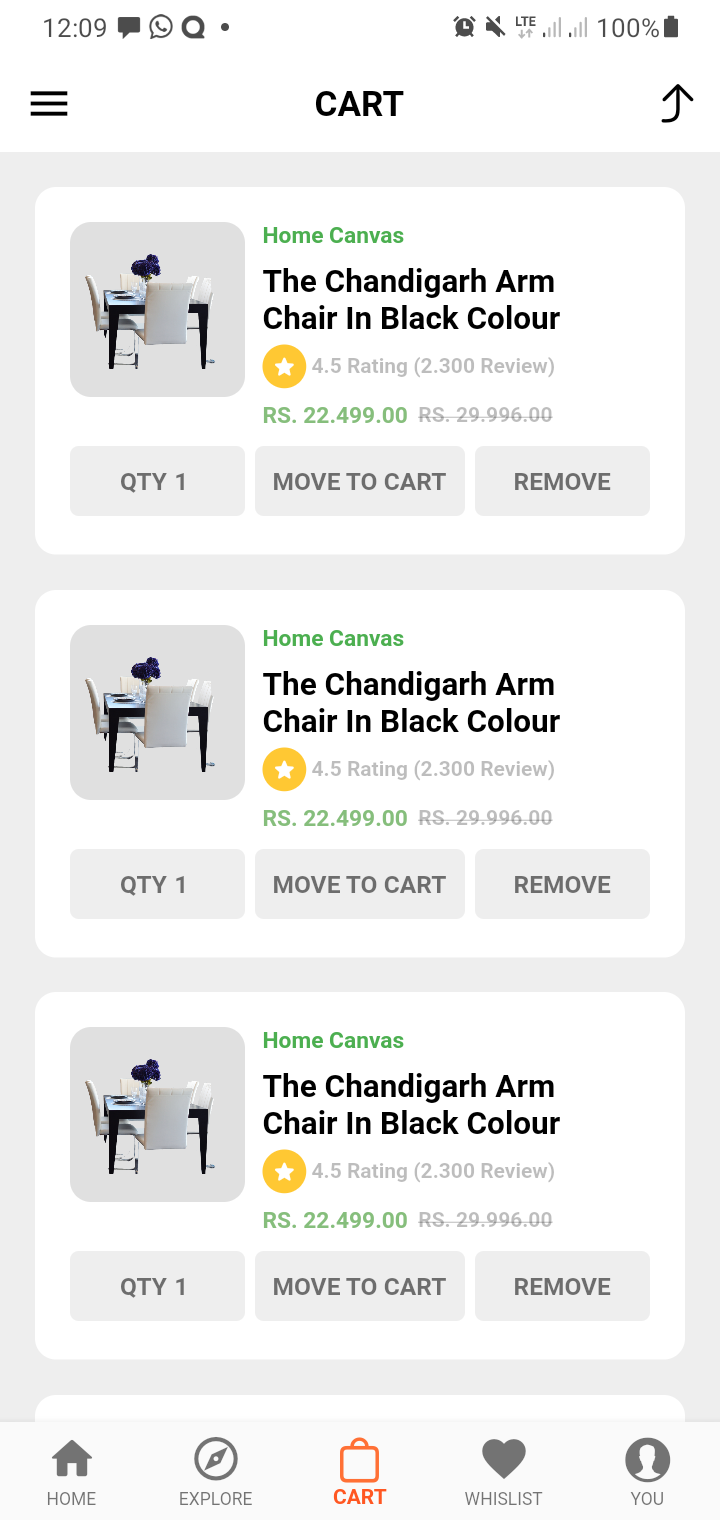 12:09
LTE
100%
CART
Home Canvas
The Chandigarh Arm
Chair In Black Colour
4.5 Rating (2.300 Review)
RS. 22.499.00 RS. 29.996.00
QTY 1 MOVE TO CART REMOVE
Home Canvas
The Chandigarh Arm
Chair In Black Colour
4.5 Rating (2.300 Review)
RS. 22.499.00 RS. 29.996.00
QTY 1 MOVE TO CART REMOVE
Home Canvas
The Chandigarh Arm
Chair In Black Colour
4.5 Rating (2.300 Review)
RS. 22.499.00 RS. 29.996.00
QTY 1 MOVE TO CART REMOVE
HOME EXPLORE CART WHISLIST YOU